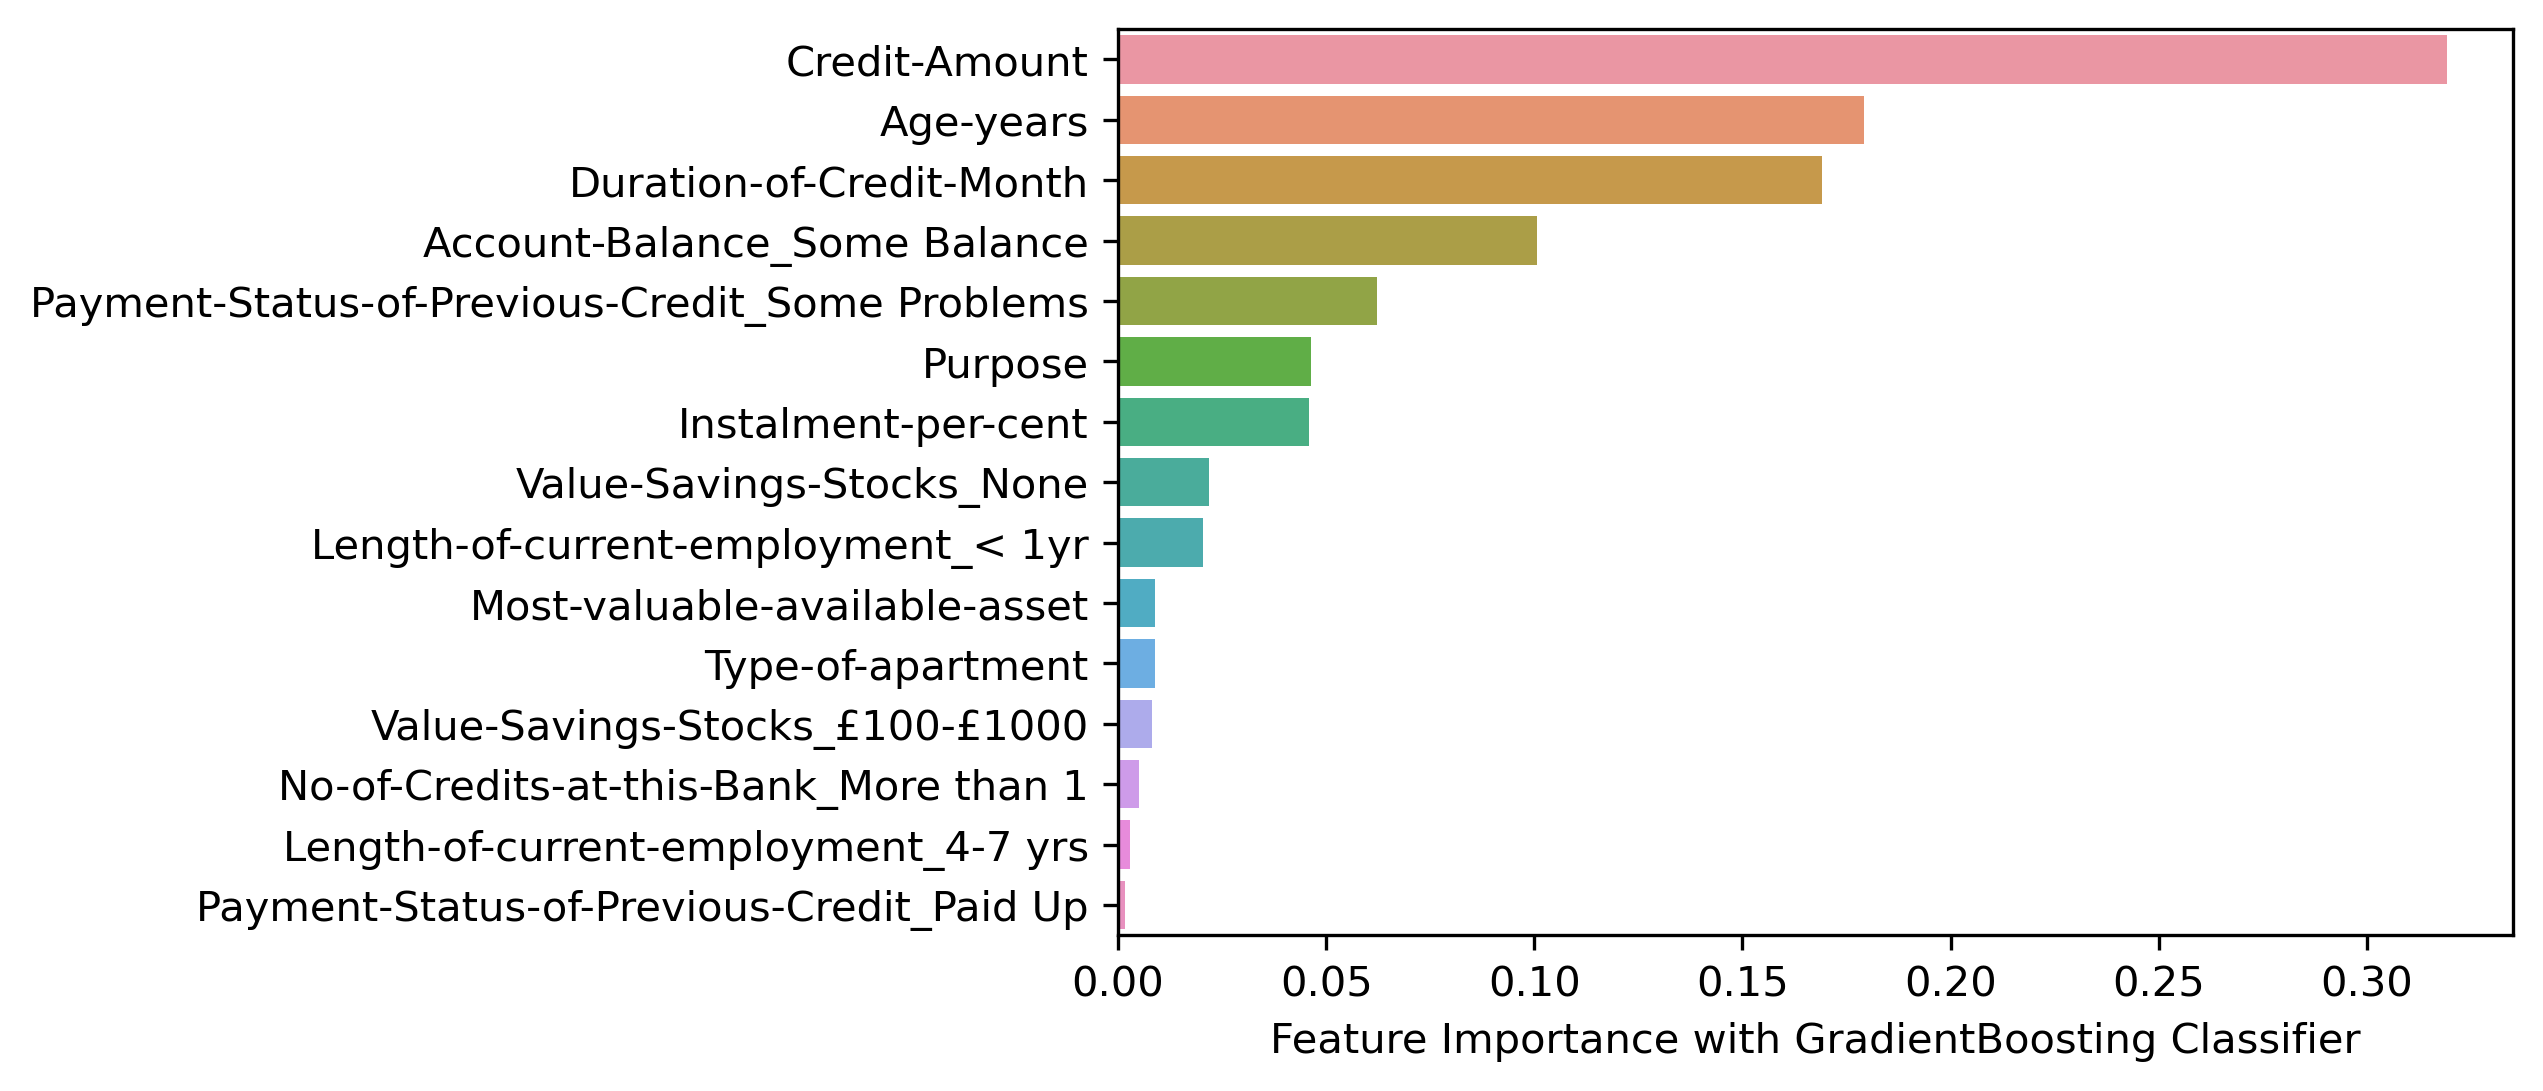 Credit-Amount
Age-years
Duration-of-Credit-Month
Account-Balance_Some Balance
Payment-Status-of-Previous-Credit_Some Problems
Purpose
Instalment-per-cent
Value-Savings-Stocks_None
Length-of-current-employment_< 1yr
Most-valuable-available-asset
Type-of-apartment
Value-Savings-Stocks_£100-£1000
No-of-Credits-at-this-Bank_More than 1
Length-of-current-employment_4-7 yrs
Payment-Status-of-Previous-Credit_Paid Up
0.00 0.05 0.10 0.15 0.20 0.25 0.30
Feature Importance with GradientBoosting Classifier